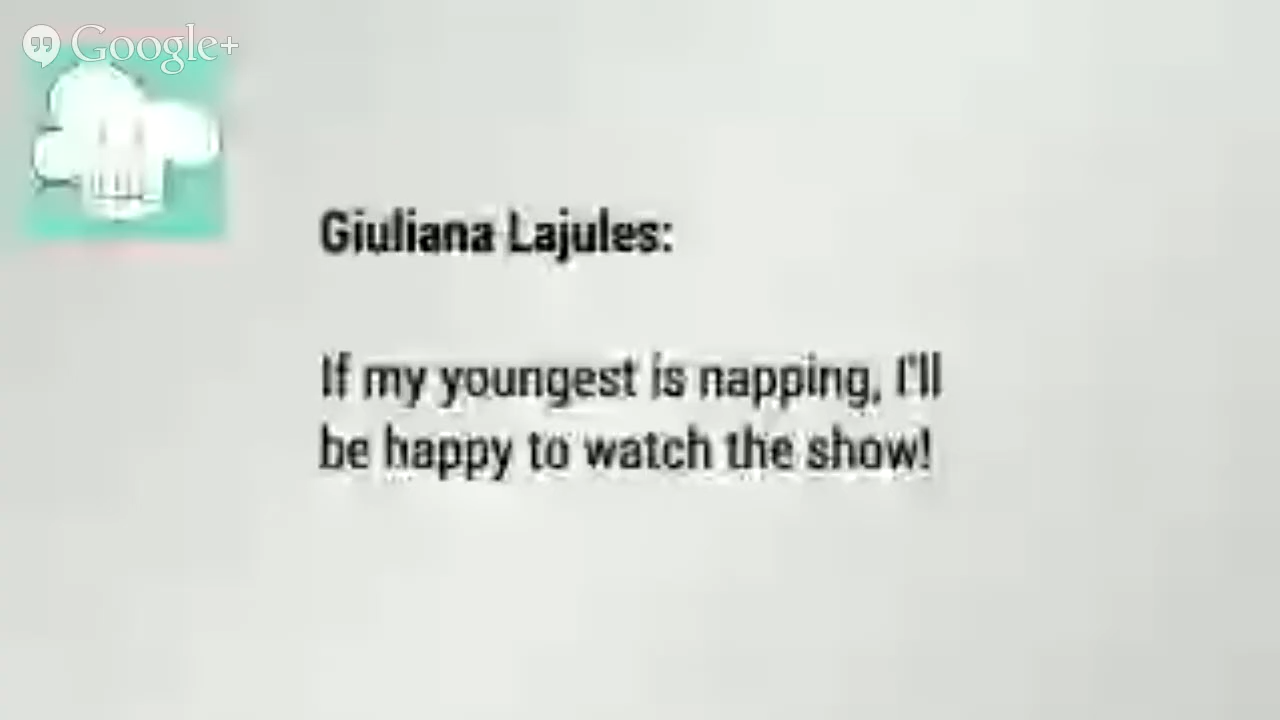 Google+
Giuliana Lajules:
If my youngest is napping, I'll
be happy to watch the show!